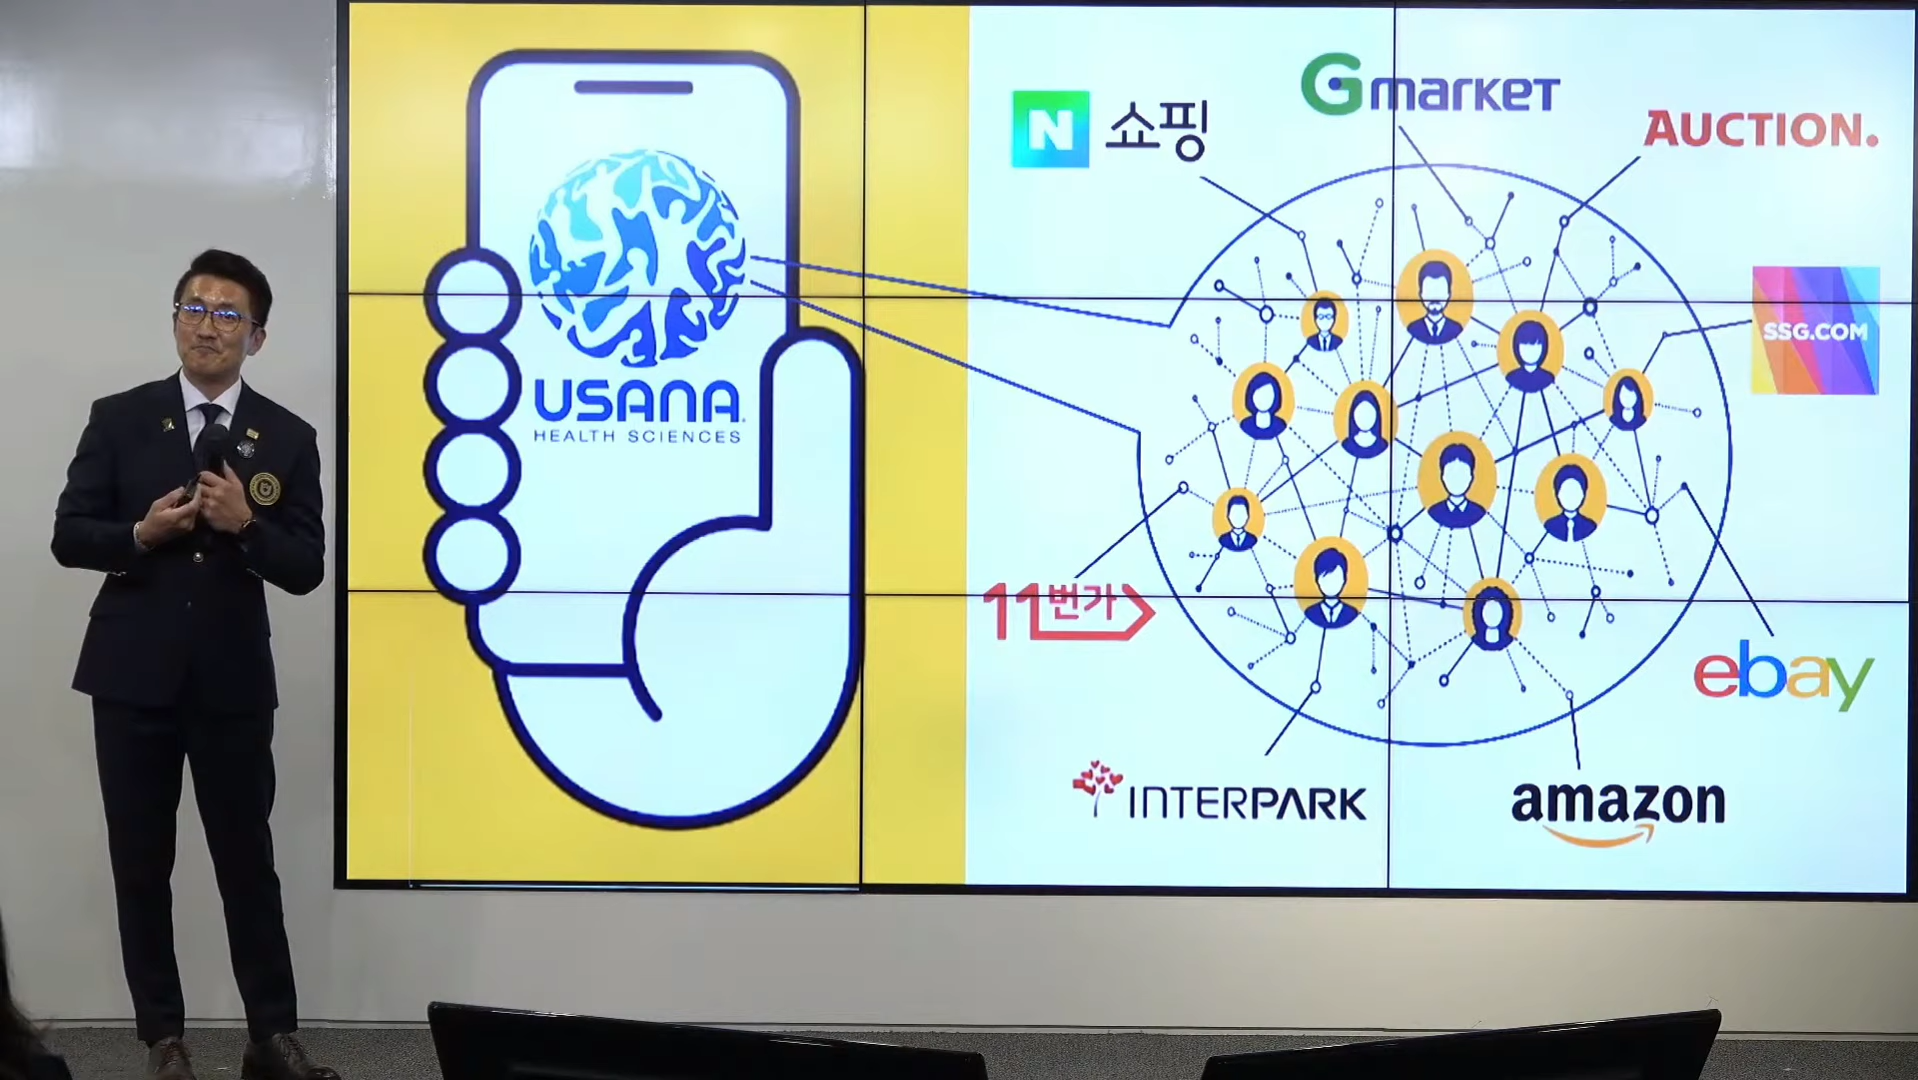 USANA
HEALTH SCIENCES
N 쇼핑
Gmarket
AUCTION.
SSG.COM
11번가
ebay
INTERPARK
amazon